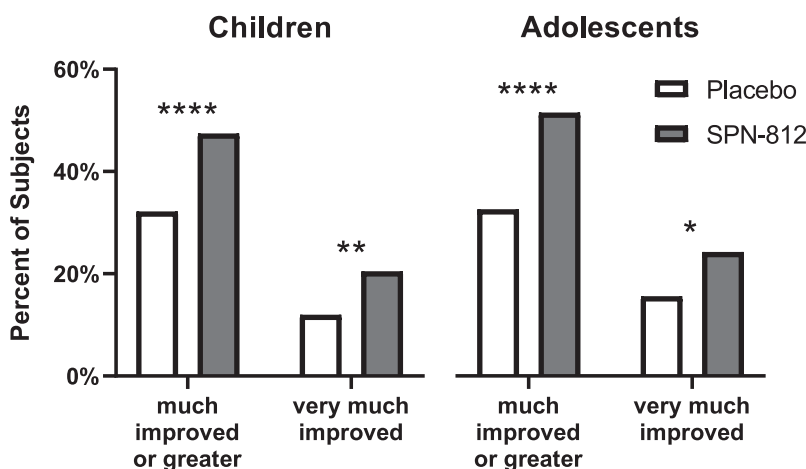 Children
Adolescents
Percent of Subjects
60%
40%
20%
0%
****
**
****
*
Placebo
SPN-812
much
improved
or greater
very much
improved
much
improved
or greater
very much
improved